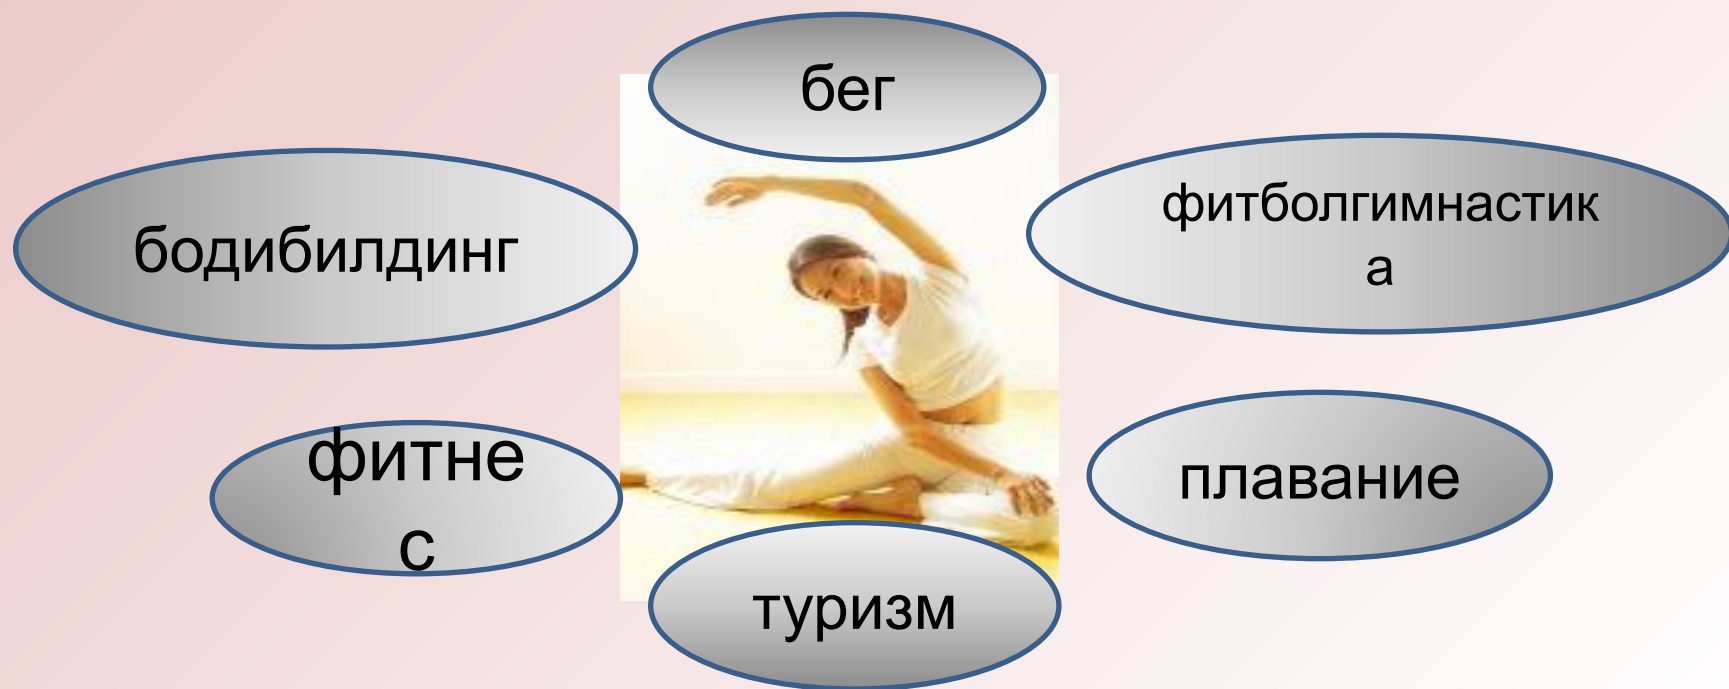 бег
бодибилдинг
фитболгимнастик
а
фитне
с
плавание
туризм